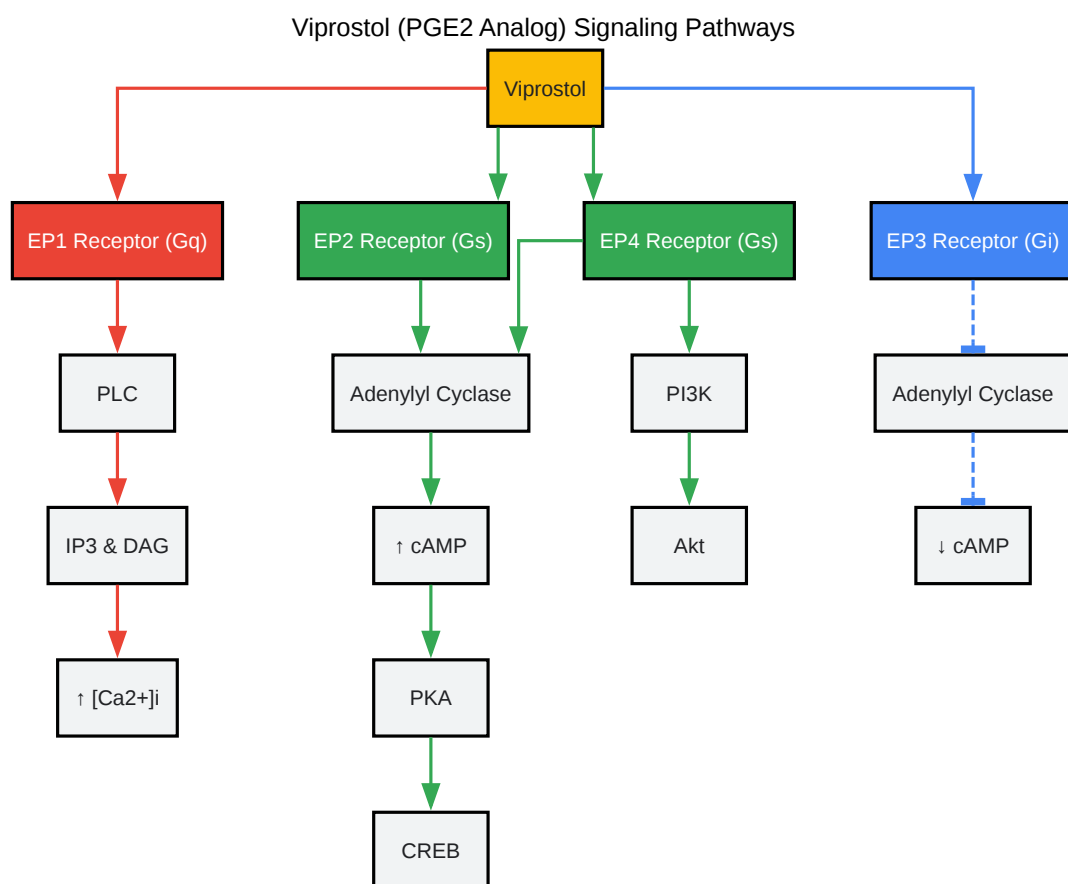 Viprostol (PGE2 Analog) Signaling Pathways
Viprostol
EP1 Receptor (Gq)
EP2 Receptor (Gs)
EP4 Receptor (Gs)
EP3 Receptor (Gi)
PLC
Adenylyl Cyclase
PI3K
Adenylyl Cyclase
IP3 & DAG
↑ cAMP
Akt
↓ cAMP
↑ [Ca2+]i
PKA
CREB